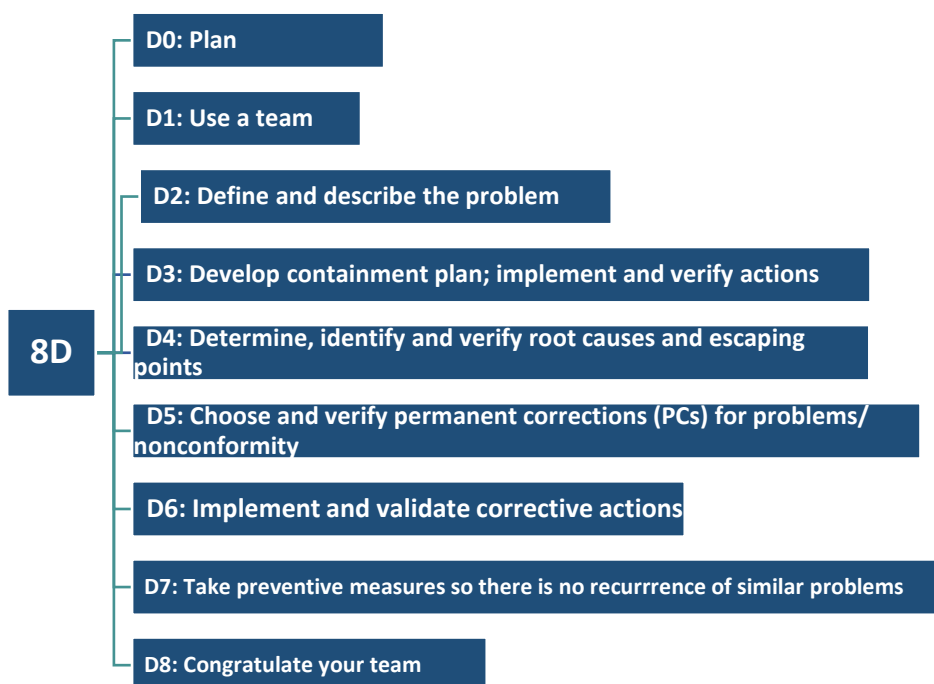 D0: Plan
D1: Use a team
D2: Define and describe the problem
D3: Develop containment plan; implement and verify actions
8D
D4: Determine, identify and verify root causes and escaping
points
D5: Choose and verify permanent corrections (PCs) for problems/
nonconformity
D6: Implement and validate corrective actions
D7: Take preventive measures so there is no recurrrence of similar problems
D8: Congratulate your team